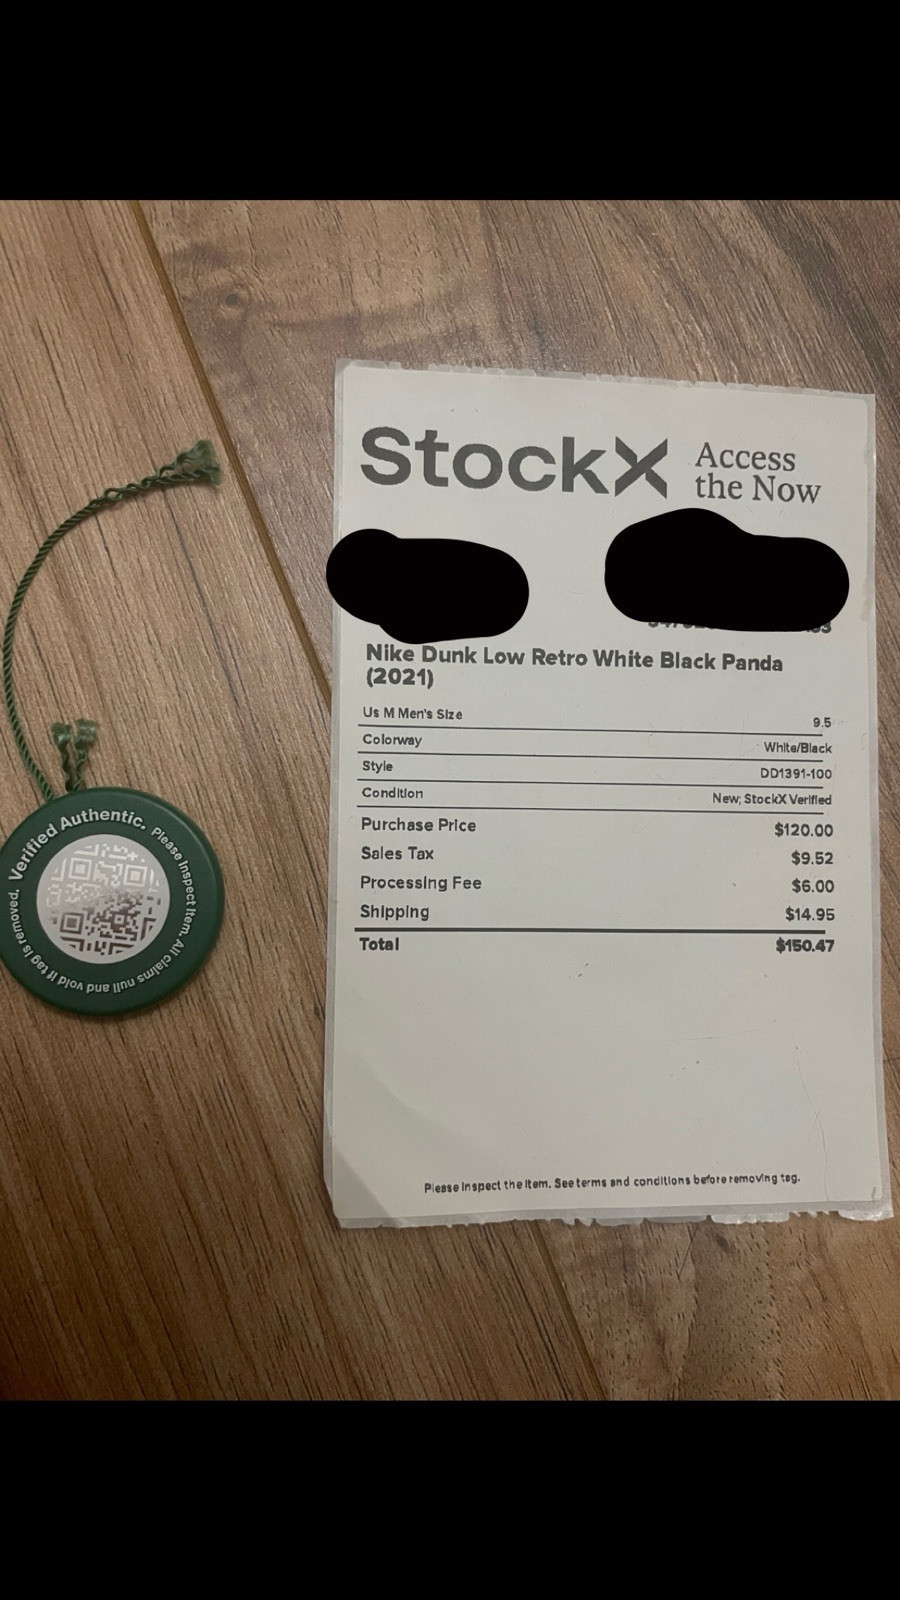 StockX Access
the Now
Nike Dunk Low Retro White Black Panda
(2021)
Us M Men's Size 9.5
Colorway White/Black
Style DD1391-100
Condition New; StockX Verified
Purchase Price $120.00
Sales Tax $9.52
Processing Fee $6.00
Shipping $14.95
Total $150.47
Please inspect the item. See terms and conditions before removing tag.
Verified Authentic. Please inspect item. All claims null and void if tag is removed.